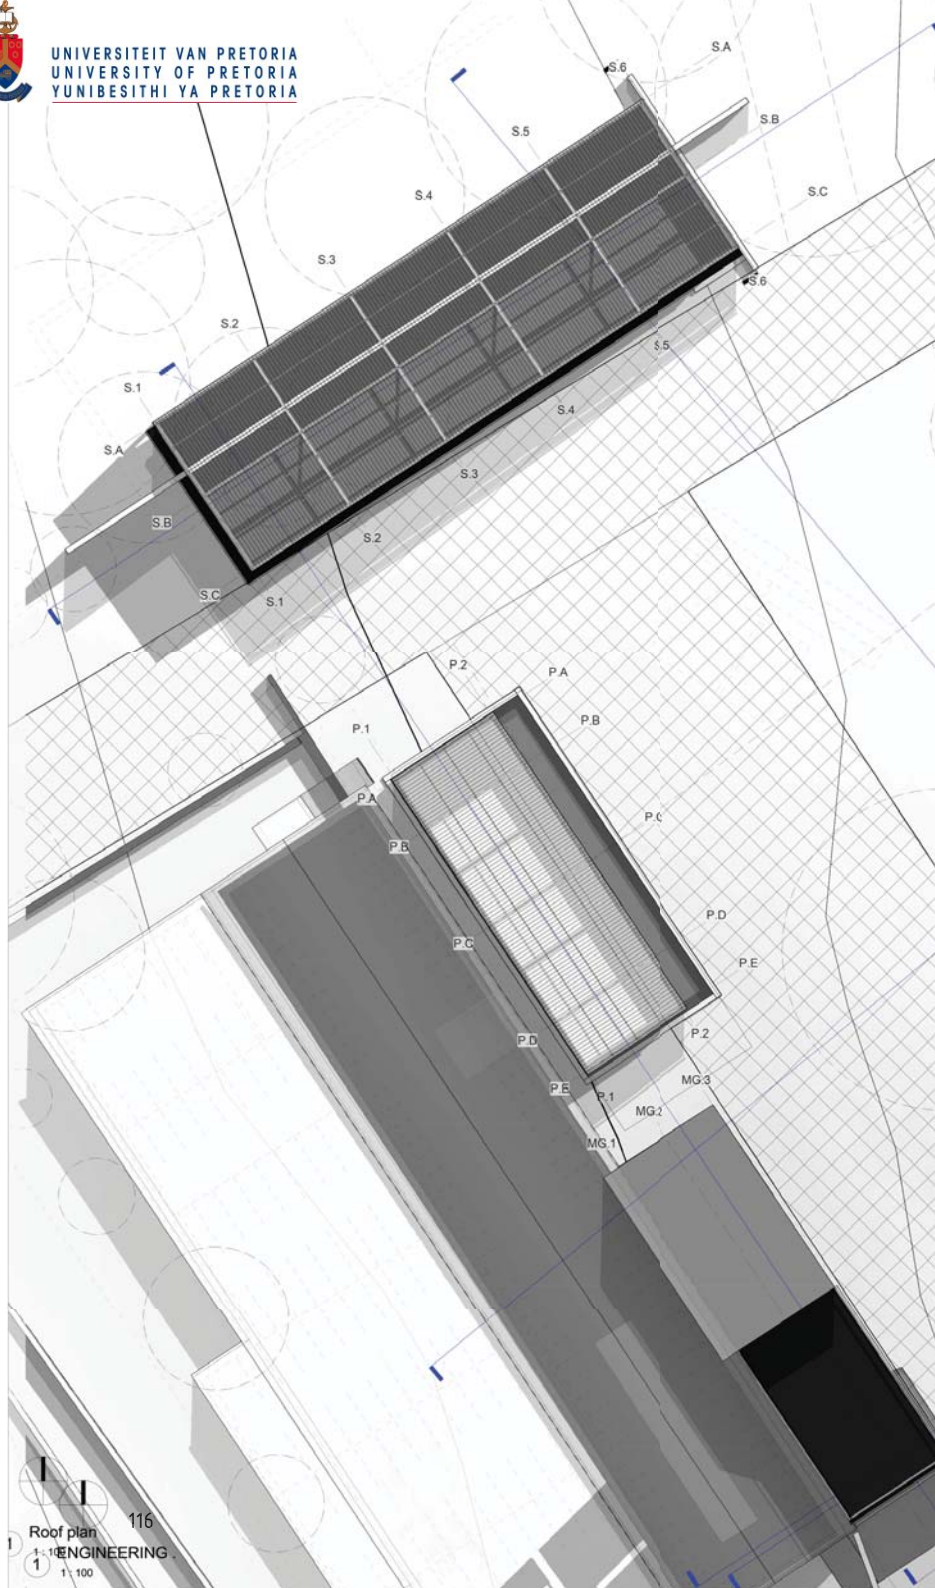 UNIVERSITEIT VAN PRETORIA
UNIVERSITY OF PRETORIA
YUNIBESITHI YA PRETORIA
S.A
S.6
S.B
S.5
S.C
S.4
S.3
S.6
S.2
S.5
S.1
S.4
S.A
S.3
S.B
S.2
S.C
S.1
P.2
P.A
P.B
P.1
P.A
P.C
P.B
P.D
P.C
P.E
P.2
P.D
MG.3
P.E
P.1
MG.2
MG.1
116
Roof plan
ENGINEERING .
1
1 : 100